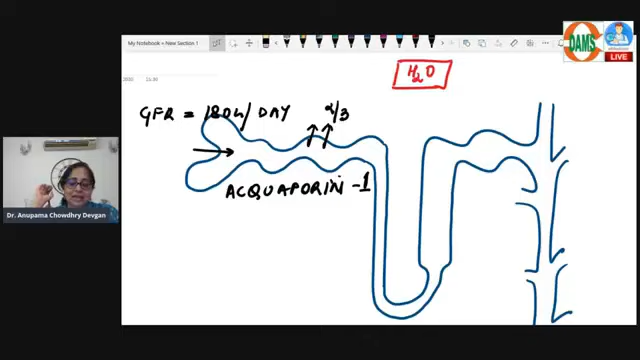 My Notebook » New Section 1
DAMS
LIVE
H₂O
GFR = 180L/ DAY 2/3
ACQUAPORIN -1
Dr. Anupama Chowdhry Devgan